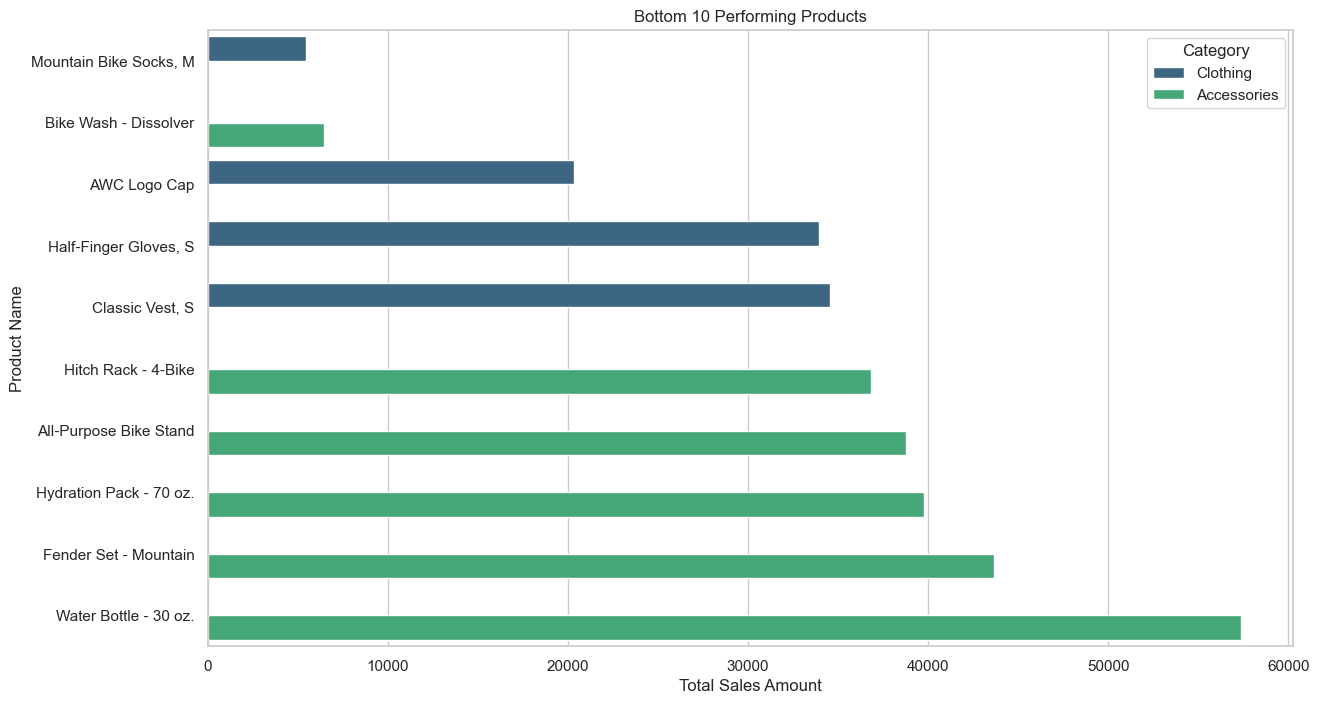 Bottom 10 Performing Products
Category
Clothing
Accessories
Product Name
Mountain Bike Socks, M
Bike Wash - Dissolver
AWC Logo Cap
Half-Finger Gloves, S
Classic Vest, S
Hitch Rack - 4-Bike
All-Purpose Bike Stand
Hydration Pack - 70 oz.
Fender Set - Mountain
Water Bottle - 30 oz.
0 10000 20000 30000 40000 50000 60000
Total Sales Amount